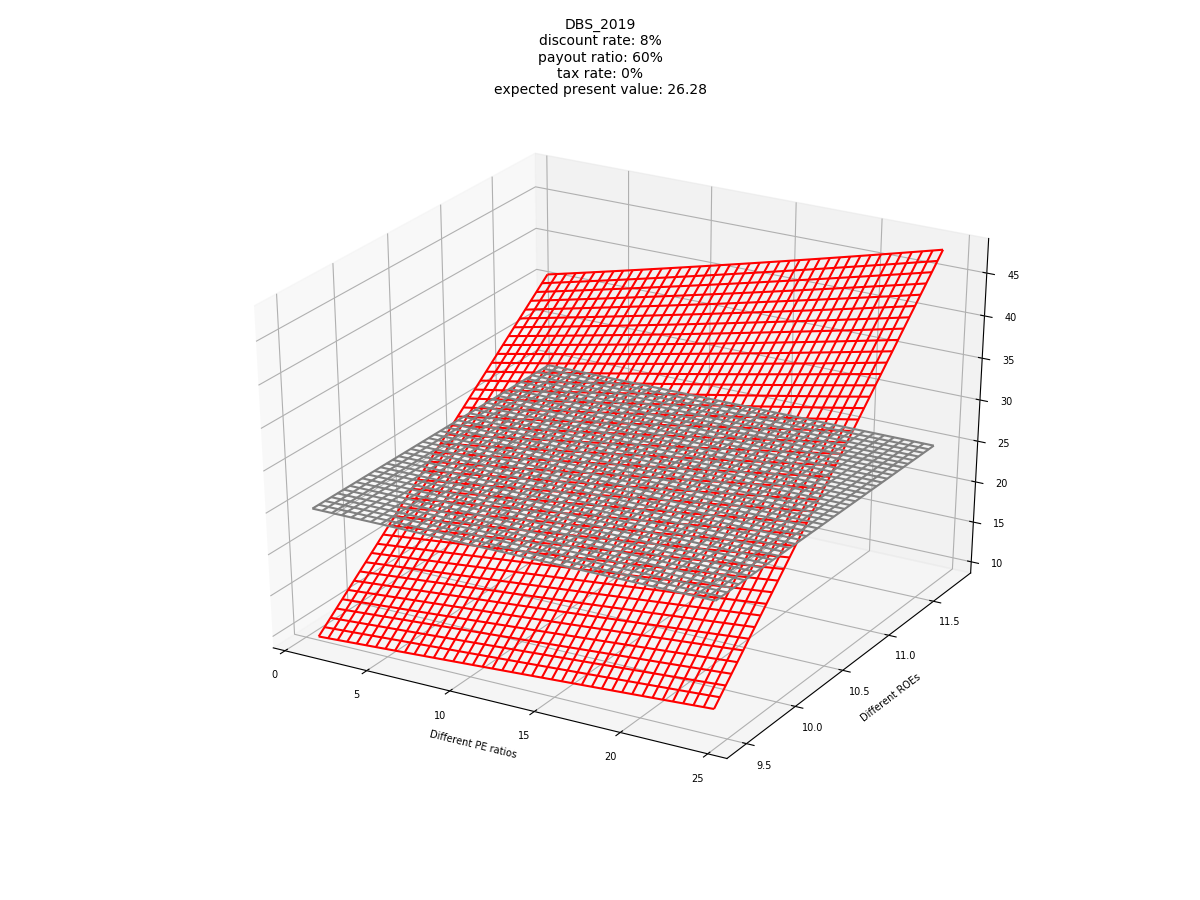 DBS_2019
discount rate: 8%
payout ratio: 60%
tax rate: 0%
expected present value: 26.28
45
40
35
30
25
20
15
10
0
5
10
15
20
25
Different PE ratios
9.5
10.0
10.5
11.0
11.5
Different ROEs